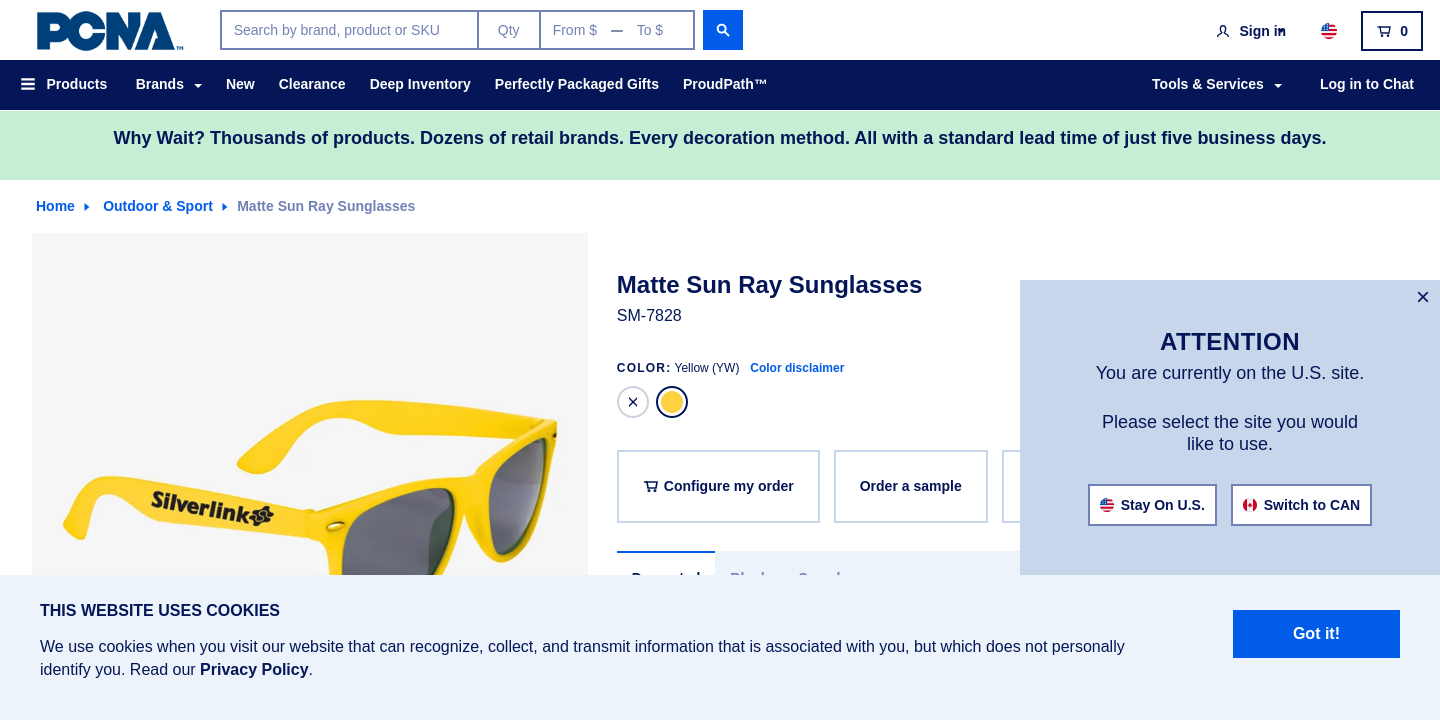 PCNA™
Search by brand, product or SKU
Qty
From $ — To $
Sign in
0
Products
Brands
New
Clearance
Deep Inventory
Perfectly Packaged Gifts
ProudPath™
Tools & Services
Log in to Chat
Why Wait? Thousands of products. Dozens of retail brands. Every decoration method. All with a standard lead time of just five business days.
Home
Outdoor & Sport
Matte Sun Ray Sunglasses
Silverlink
Matte Sun Ray Sunglasses
SM-7828
COLOR: Yellow (YW) Color disclaimer
Configure my order
Order a sample
ATTENTION
You are currently on the U.S. site.
Please select the site you would
like to use.
Stay On U.S.
Switch to CAN
THIS WEBSITE USES COOKIES
We use cookies when you visit our website that can recognize, collect, and transmit information that is associated with you, but which does not personally
identify you. Read our Privacy Policy.
Got it!